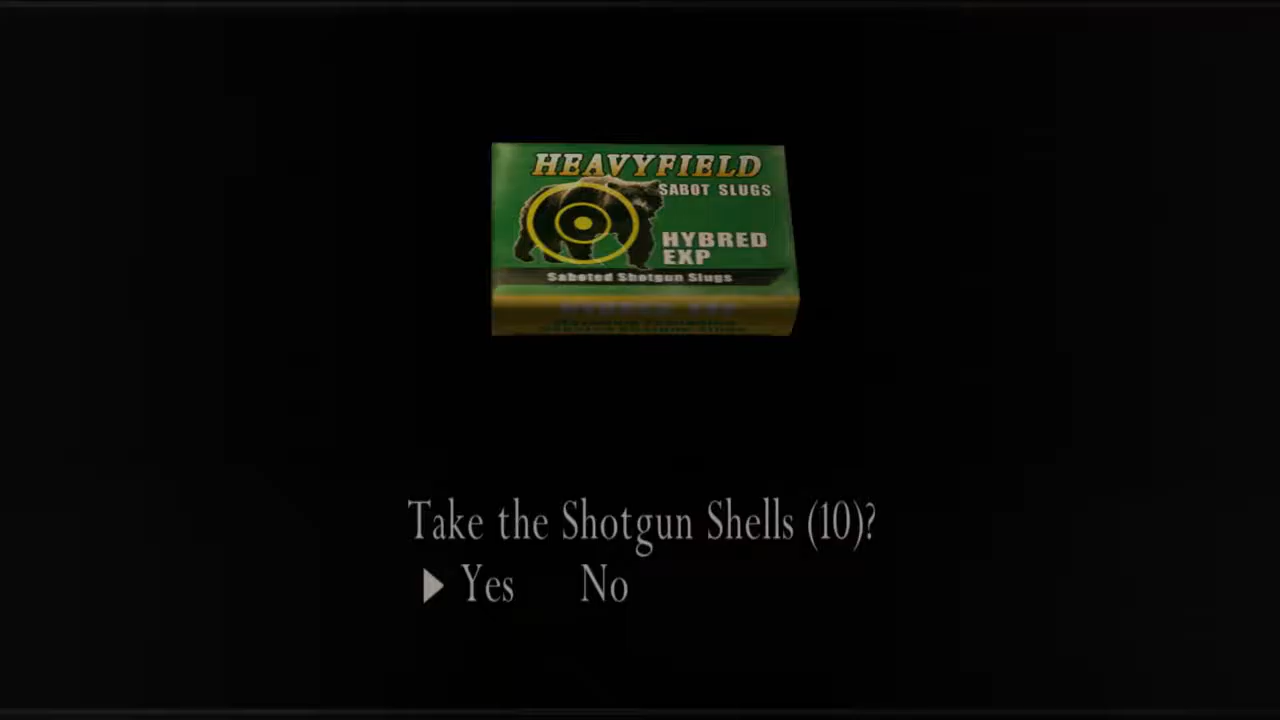 HEAVYFIELD
SABOT SLUGS
HYBRED
EXP
Saboted Shotgun Slugs
Take the Shotgun Shells (10)?
Yes No